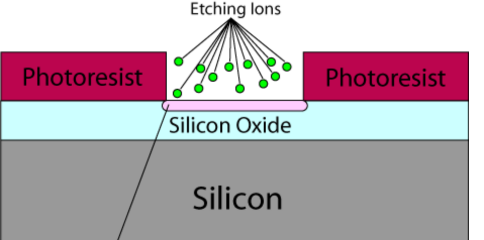 Etching Ions
Photoresist
Photoresist
Silicon Oxide
Silicon